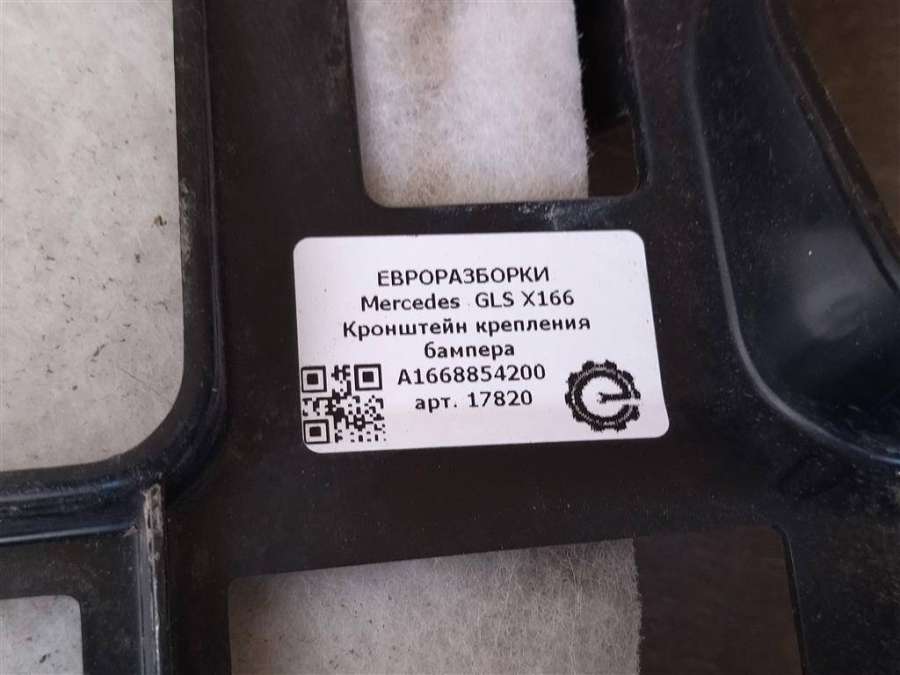 ЕВРОРАЗБОРКИ
Mercedes GLS X166
Кронштейн крепления
бампера
A1668854200
арт. 17820